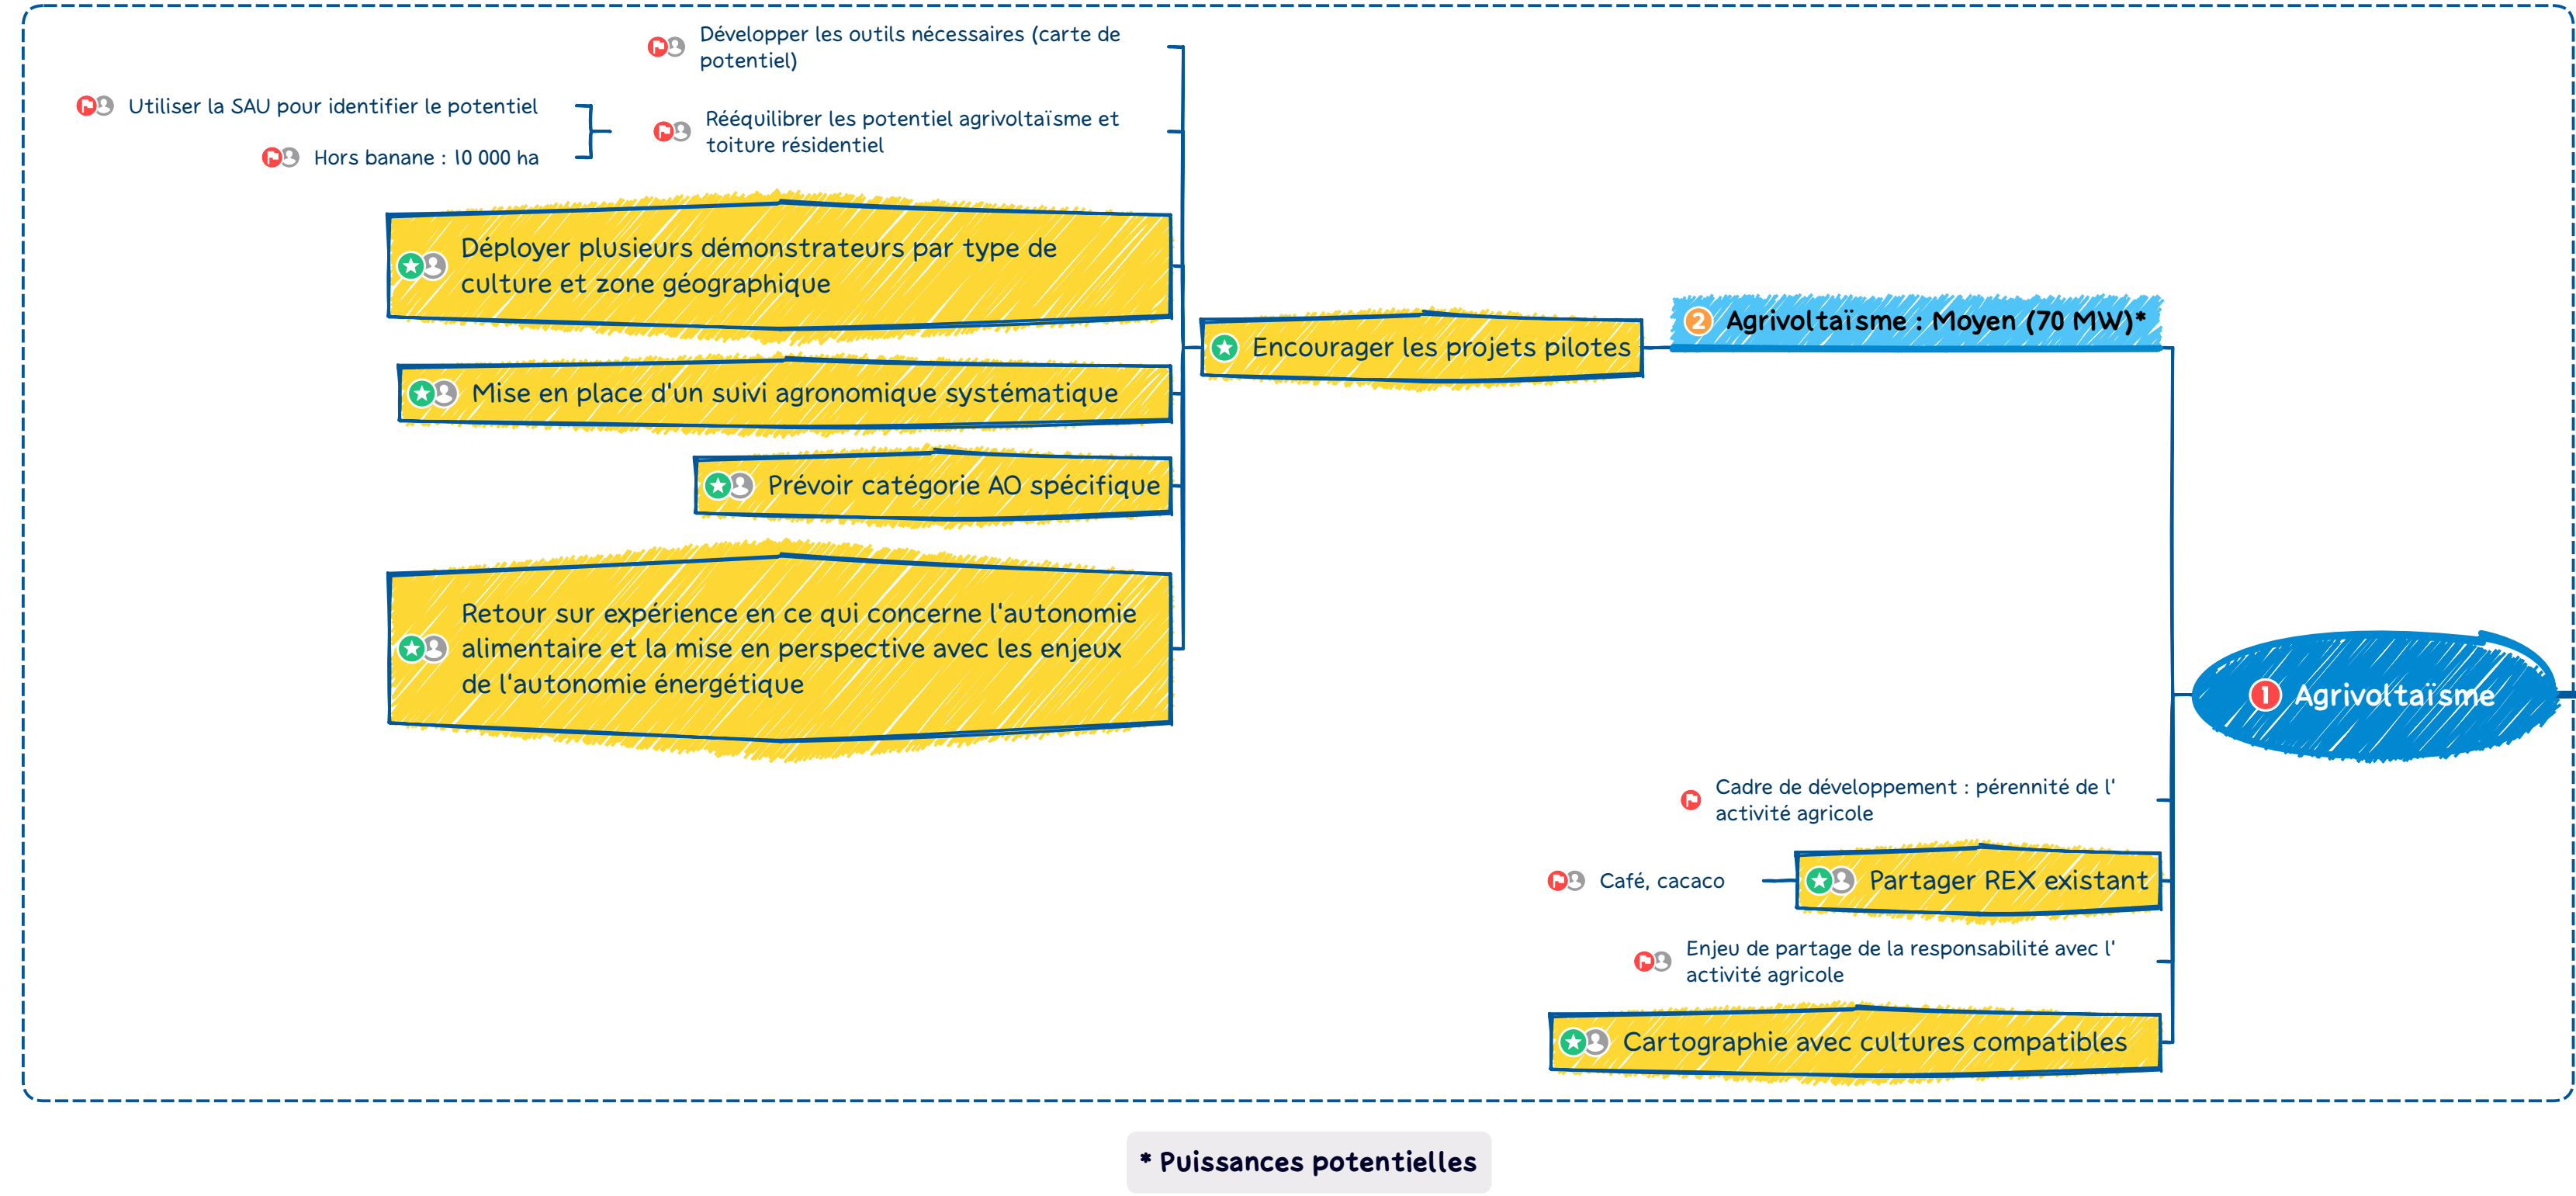 Développer les outils nécessaires (carte de
potentiel)
Utiliser la SAU pour identifier le potentiel
Hors banane : 10 000 ha
Rééquilibrer les potentiel agrivoltaïsme et
toiture résidentiel
Déployer plusieurs démonstrateurs par type de
culture et zone géographique
Mise en place d'un suivi agronomique systématique
Prévoir catégorie AO spécifique
Retour sur expérience en ce qui concerne l'autonomie
alimentaire et la mise en perspective avec les enjeux
de l'autonomie énergétique
Encourager les projets pilotes
2 Agrivoltaïsme : Moyen (70 MW)*
1 Agrivoltaïsme
Cadre de développement : pérennité de l'
activité agricole
Café, cacaco
Partager REX existant
Enjeu de partage de la responsabilité avec l'
activité agricole
Cartographie avec cultures compatibles
* Puissances potentielles